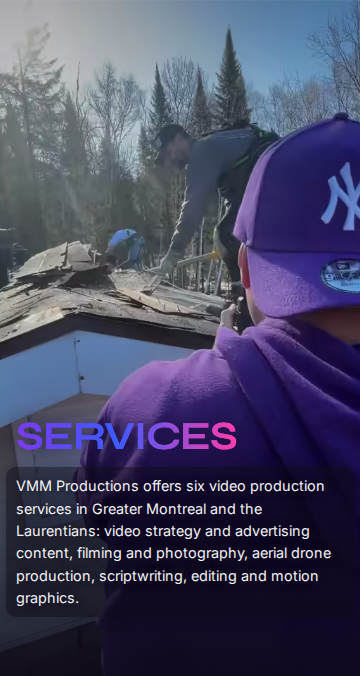 NY
SERVICES
VMM Productions offers six video production
services in Greater Montreal and the
Laurentians: video strategy and advertising
content, filming and photography, aerial drone
production, scriptwriting, editing and motion
graphics.